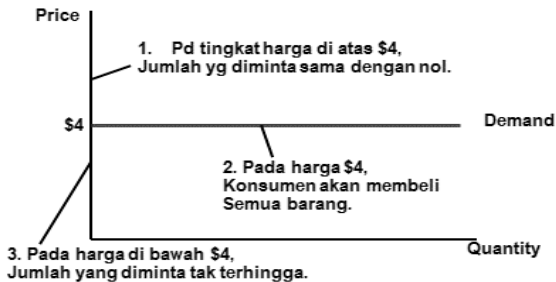 Price
1. Pd tingkat harga di atas $4,
Jumlah yg diminta sama dengan nol.
$4
Demand
2. Pada harga $4,
Konsumen akan membeli
Semua barang.
Quantity
3. Pada harga di bawah $4,
Jumlah yang diminta tak terhingga.